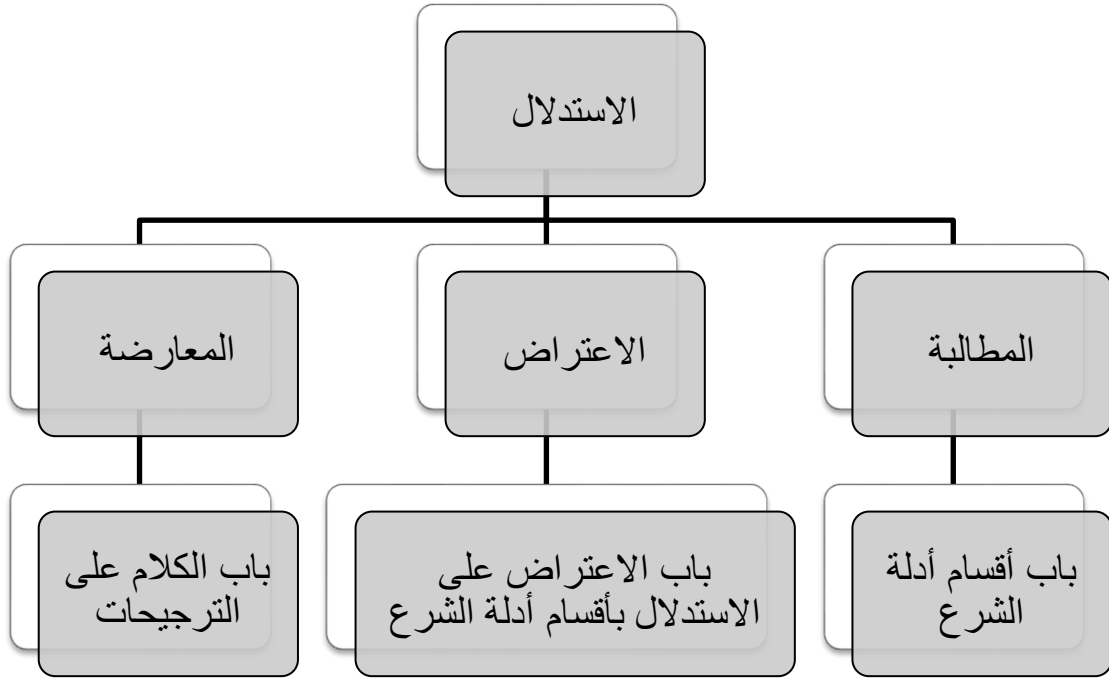 الاستدلال
المطالبة
الاعتراض
المعارضة
باب أقسام أدلة
الشرع
باب الاعتراض على
الاستدلال بأقسام أدلة الشرع
باب الكلام على
الترجيحات